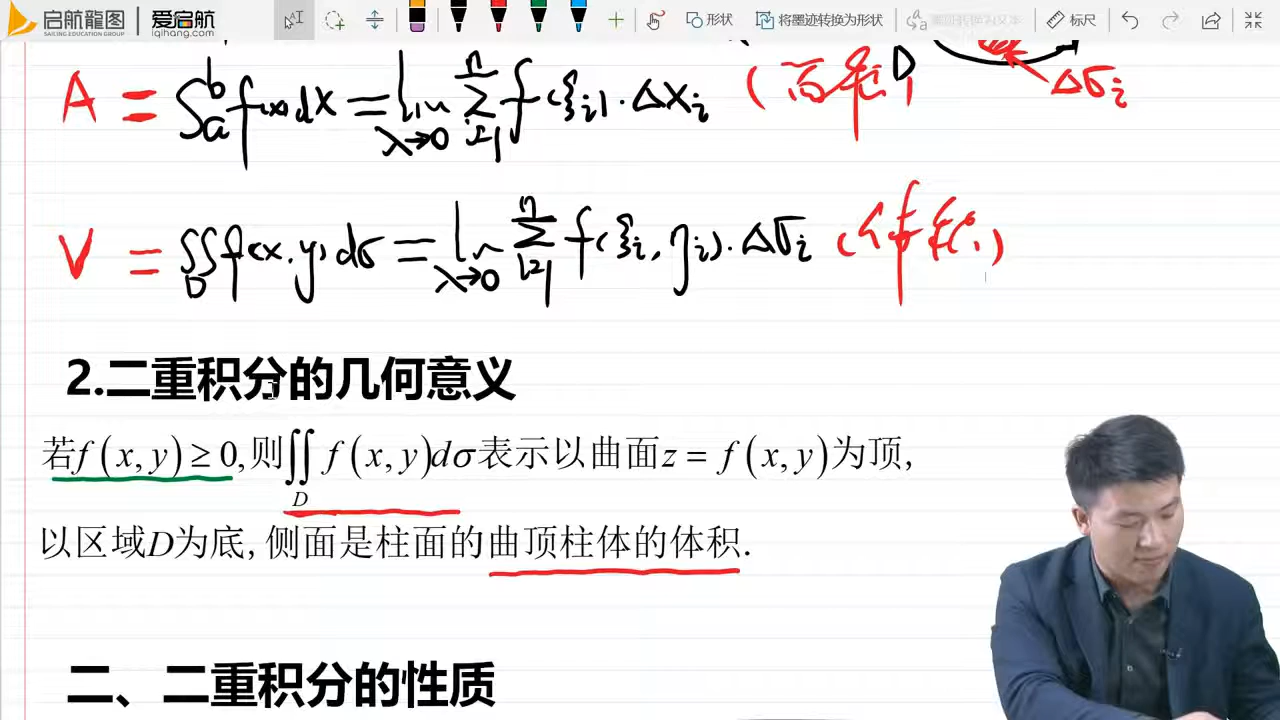 启航龍图 爱启航 形状 将墨迹转换为形状 标尺
SAILING EDUCATION GROUP iqihang.com
A = ∫_a^b f(x)dx = lim_{λ→0} Σ_{i=1}^n f(ξi)·Δxi (面积) D Δσi
V = ∬_D f(x,y)dσ = lim_{λ→0} Σ_{i=1}^n f(ξi,ηi)·Δσi (体积)
2.二重积分的几何意义
若f(x,y)≥0,则∬_D f(x,y)dσ表示以曲面z=f(x,y)为顶,
以区域D为底,侧面是柱面的曲顶柱体的体积.
二、二重积分的性质